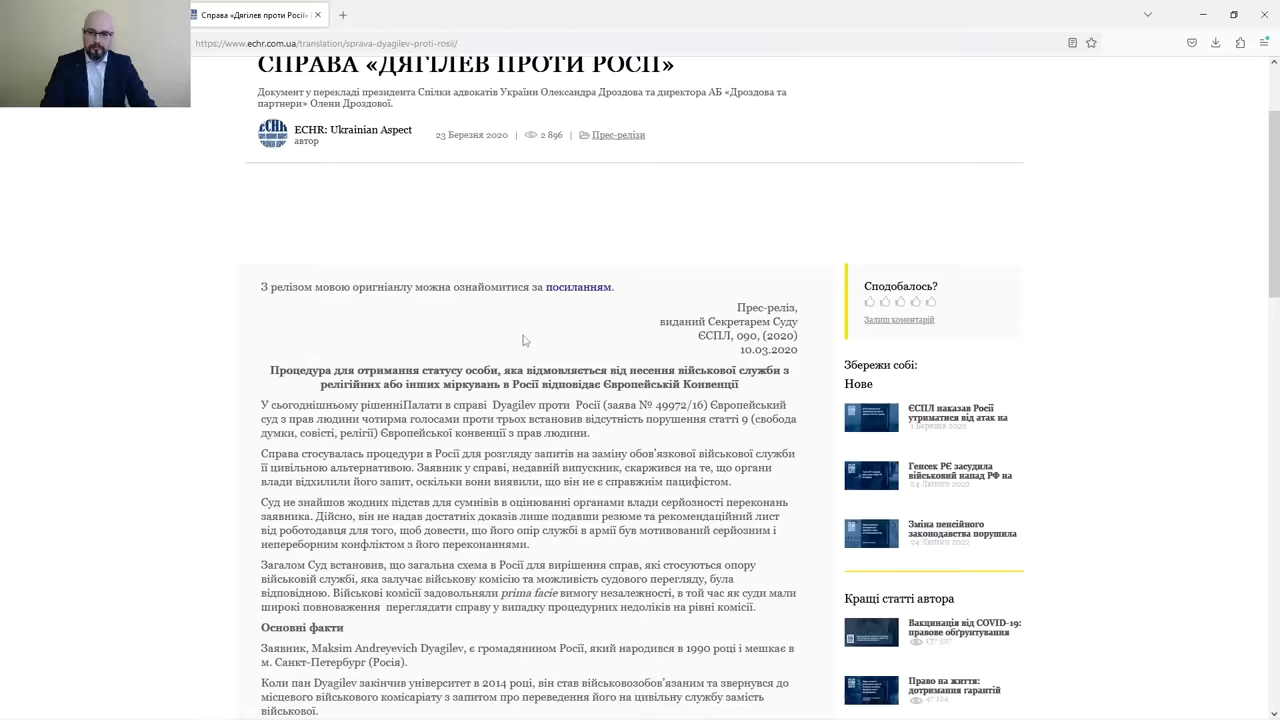 Справа «Дягілев проти Росії»
https://www.echr.com.ua/translation/sprava-dyagilev-proti-rosii/
СПРАВА «ДЯГІЛЕВ ПРОТИ РОСІЇ»
Документ у перекладі президента Спілки адвокатів України Олександра Дроздова та директора АБ «Дроздова та
партнери» Олени Дроздової.
ECHR: Ukrainian Aspect
автор
23 Березня 2020 | 2 896 | Прес-релізи
З релізом мовою оригніалу можна ознайомитися за посиланням.
Прес-реліз,
виданий Секретарем Суду
ЄСПЛ, 090, (2020)
10.03.2020
Процедура для отримання статусу особи, яка відмовляється від несення військової служби з
релігійних або інших міркувань в Росії відповідає Європейській Конвенції
У сьогоднішньому рішенніПалати в справі Dyagilev проти Росії (заява № 49972/16) Європейський
суд з прав людини чотирма голосами проти трьох встановив відсутність порушення статті 9 (свобода
думки, совісті, релігії) Європейської конвенції з прав людини.
Справа стосувалась процедури в Росії для розгляду запитів на заміну обов'язкової військової служби
її цивільною альтернативою. Заявник у справі, недавній випускник, скаржився на те, що органи
влади відхилили його запит, оскільки вони виявили, що він не є справжнім пацифістом.
Суд не знайшов жодних підстав для сумнівів в оцінюванні органами влади серйозності переконань
заявника. Дійсно, він не надав достатніх доказів лише подавши резюме та рекомендаційний лист
від роботодавця для того, щоб довести, що його опір службі в армії був мотивований серйозним і
непереборним конфліктом з його переконаннями.
Загалом Суд встановив, що загальна схема в Росії для вирішення справ, які стосуються опору
військовій службі, яка залучає військову комісію та можливість судового перегляду, була
відповідною. Військові комісії задовольняли prima facie вимогу незалежності, в той час як суди мали
широкі повноваження переглядати справу у випадку процедурних недоліків на рівні комісії.
Основні факти
Заявник, Maksim Andreyevich Dyagilev, є громадянином Росії, який народився в 1990 році і мешкає в
м. Санкт-Петербург (Росія).
Коли пан Dyagilev закінчив університет в 2014 році, він став військовозобов'язаним та звернувся до
місцевого військового комісаріата з запитом про переведення його на цивільну службу замість
військової.
Сподобалось?
Залиш коментарій
Збережи собі:
Нове
ЄСПЛ наказав Росії
утриматися від атак на
1 Березня 2022
Генсек РЄ засудила
військовий напад РФ на
24 Лютого 2022
Зміна пенсійного
законодавства порушила
24 Лютого 2022
Кращі статті автора
Вакцинація від COVID-19:
правове обґрунтування
Право на життя:
дотримання гарантій